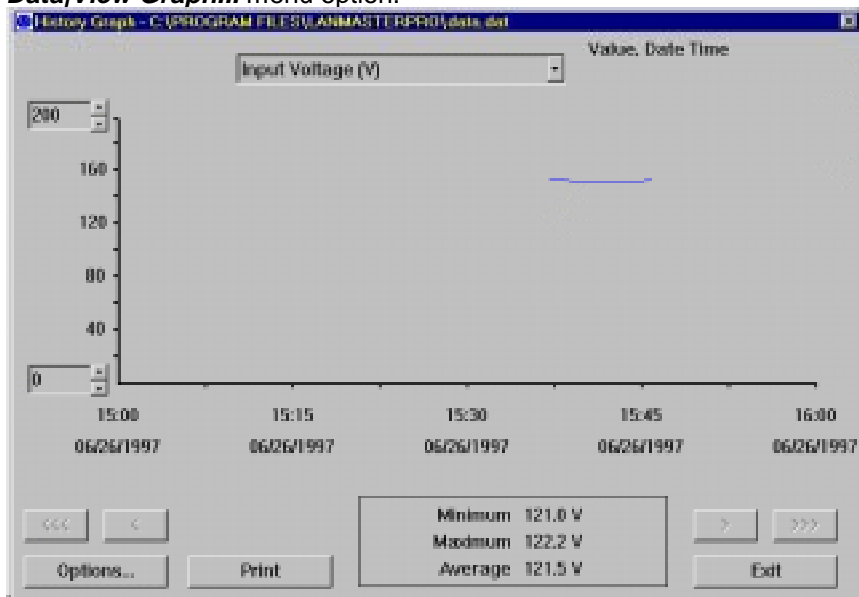 Data/View Graph... menu option.
History Graph - C:\PROGRAM FILES\LANMASTERPRO\data.dat
Value, Date Time
Input Voltage (V)
200
160
120
80
40
0
15:00 15:15 15:30 15:45 16:00
06/26/1997 06/26/1997 06/26/1997 06/26/1997 06/26/1997
<<< < > >>>
Minimum 121.0 V
Maximum 122.2 V
Average 121.5 V
Options... Print Exit